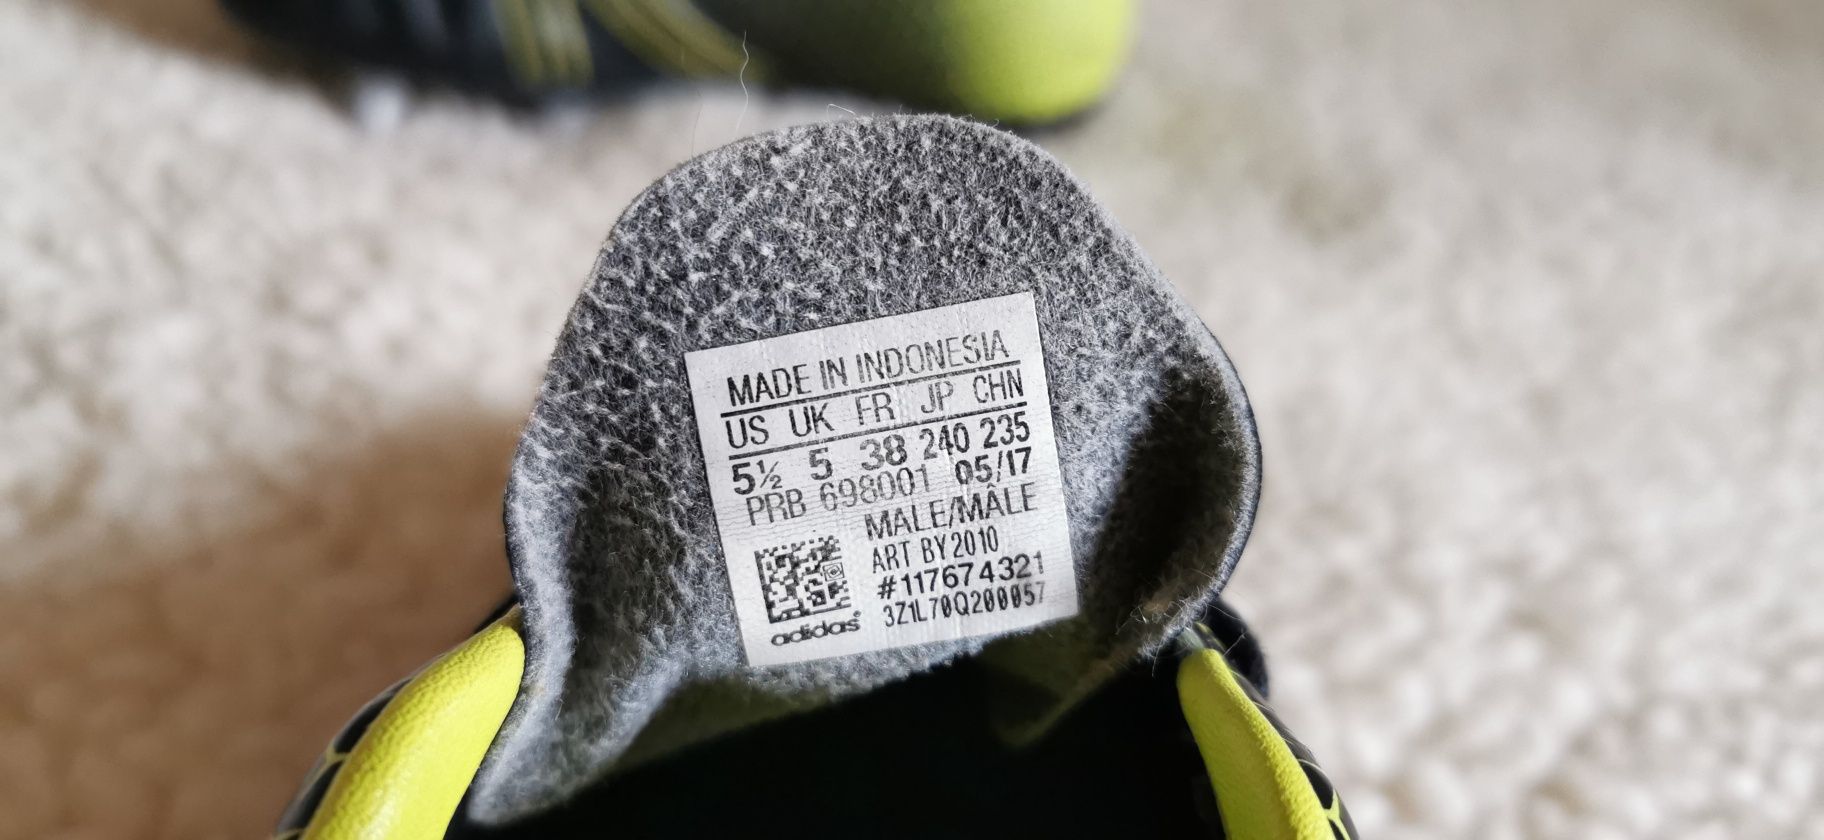 MADE IN INDONESIA
US UK FR JP CHN
5½ 5 38 240 235
PRB 698001 05/17
MALE/MÂLE
ART BY2010
#117674321
3Z1L70Q200057
adidas®